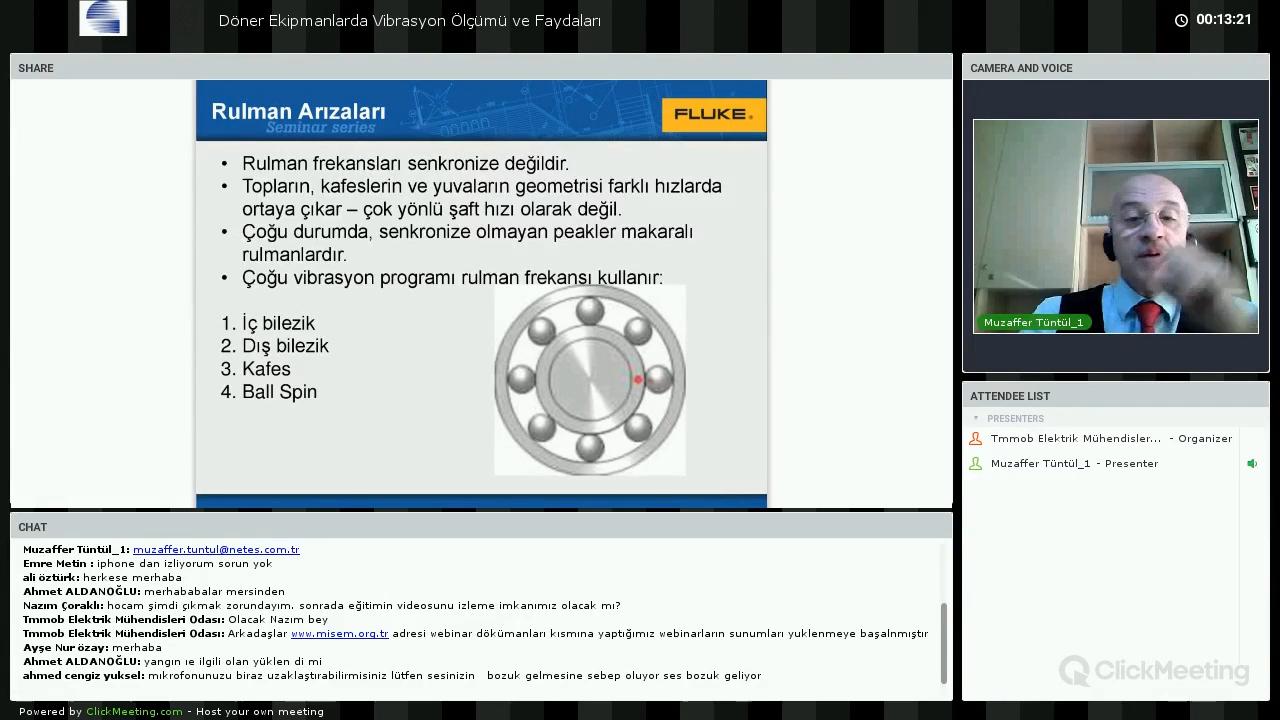 Döner Ekipmanlarda Vibrasyon Ölçümü ve Faydaları
00:13:21
SHARE
Rulman Arızaları
Seminar series
FLUKE®
• Rulman frekansları senkronize değildir.
• Topların, kafeslerin ve yuvaların geometrisi farklı hızlarda
ortaya çıkar – çok yönlü şaft hızı olarak değil.
• Çoğu durumda, senkronize olmayan peakler makaralı
rulmanlardır.
• Çoğu vibrasyon programı rulman frekansı kullanır:
1. İç bilezik
2. Dış bilezik
3. Kafes
4. Ball Spin
CAMERA AND VOICE
Muzaffer Tüntül_1
ATTENDEE LIST
PRESENTERS
Tmmob Elektrik Mühendisler... - Organizer
Muzaffer Tüntül_1 - Presenter
CHAT
Muzaffer Tüntül_1: muzaffer.tuntul@netes.com.tr
Emre Metin : iphone dan izliyorum sorun yok
ali öztürk: herkese merhaba
Ahmet ALDANOĞLU: merhababalar mersinden
Nazım Çoraklı: hocam şimdi çıkmak zorundayım. sonrada eğitimin videosunu izleme imkanımız olacak mı?
Tmmob Elektrik Mühendisleri Odası: Olacak Nazım bey
Tmmob Elektrik Mühendisleri Odası: Arkadaşlar www.misem.org.tr adresi webinar dökümanları kısmına yaptığımız webinarların sunumları yuklenmeye başalnmıştır
Ayşe Nur özay: merhaba
Ahmet ALDANOĞLU: yangın ıe ilgili olan yüklen di mi
ahmed cengiz yuksel: mıkrofonunuzu biraz uzaklaştırabilirmisiniz lütfen sesinizin bozuk gelmesine sebep oluyor ses bozuk geliyor
ClickMeeting
Powered by ClickMeeting.com - Host your own meeting